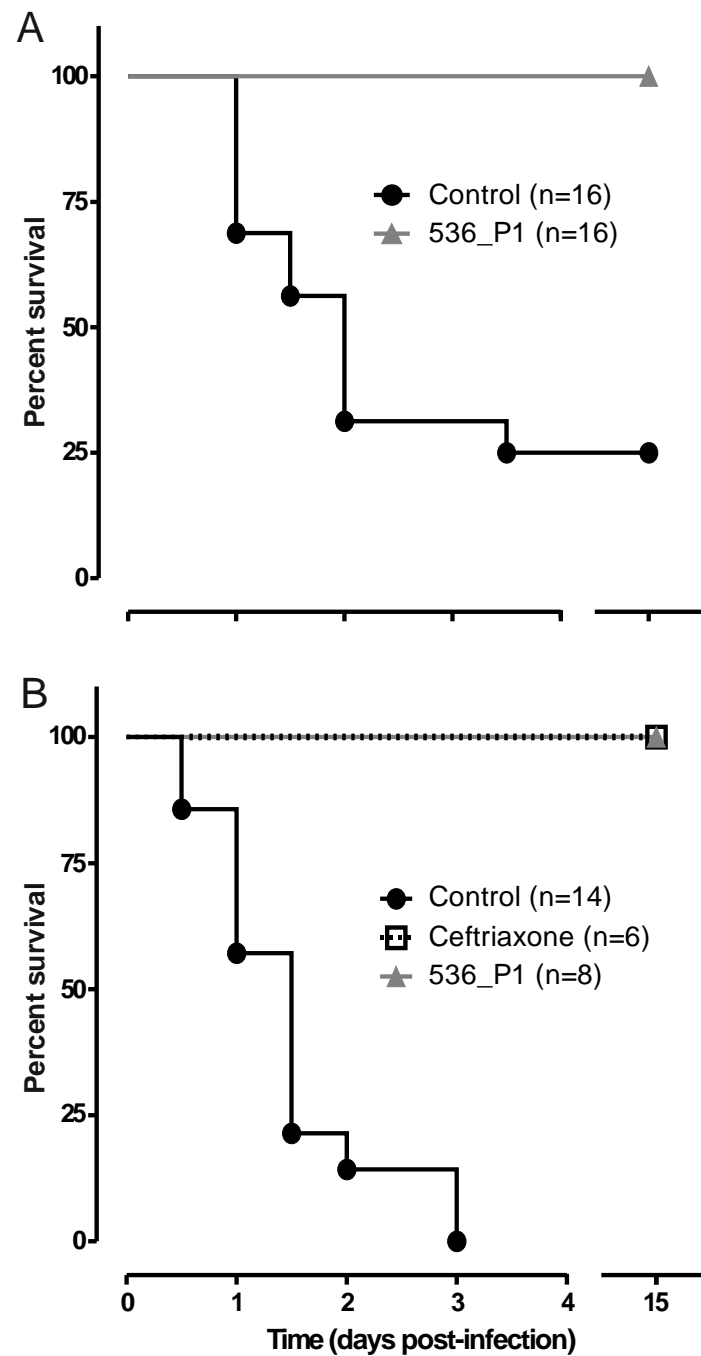 A
100
75
50
25
0
Percent survival
Control (n=16)
536_P1 (n=16)
B
100
75
50
25
0
Percent survival
Control (n=14)
Ceftriaxone (n=6)
536_P1 (n=8)
0 1 2 3 4 15
Time (days post-infection)